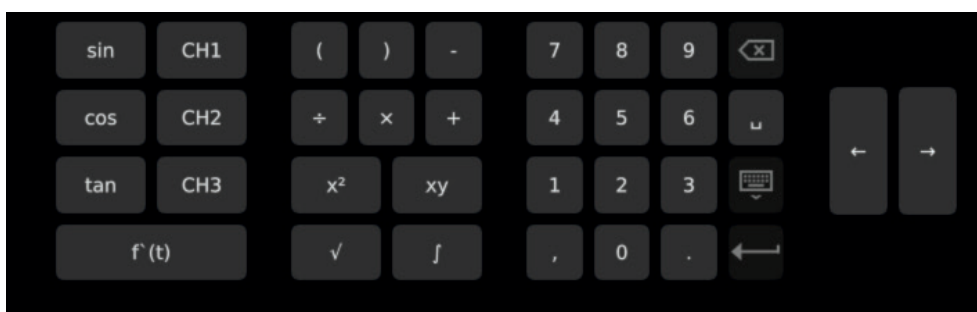 sin CH1 ( ) - 7 8 9
cos CH2 ÷ × + 4 5 6 ␣
← →
tan CH3 x² xy 1 2 3
f`(t) √ ∫ , 0 .